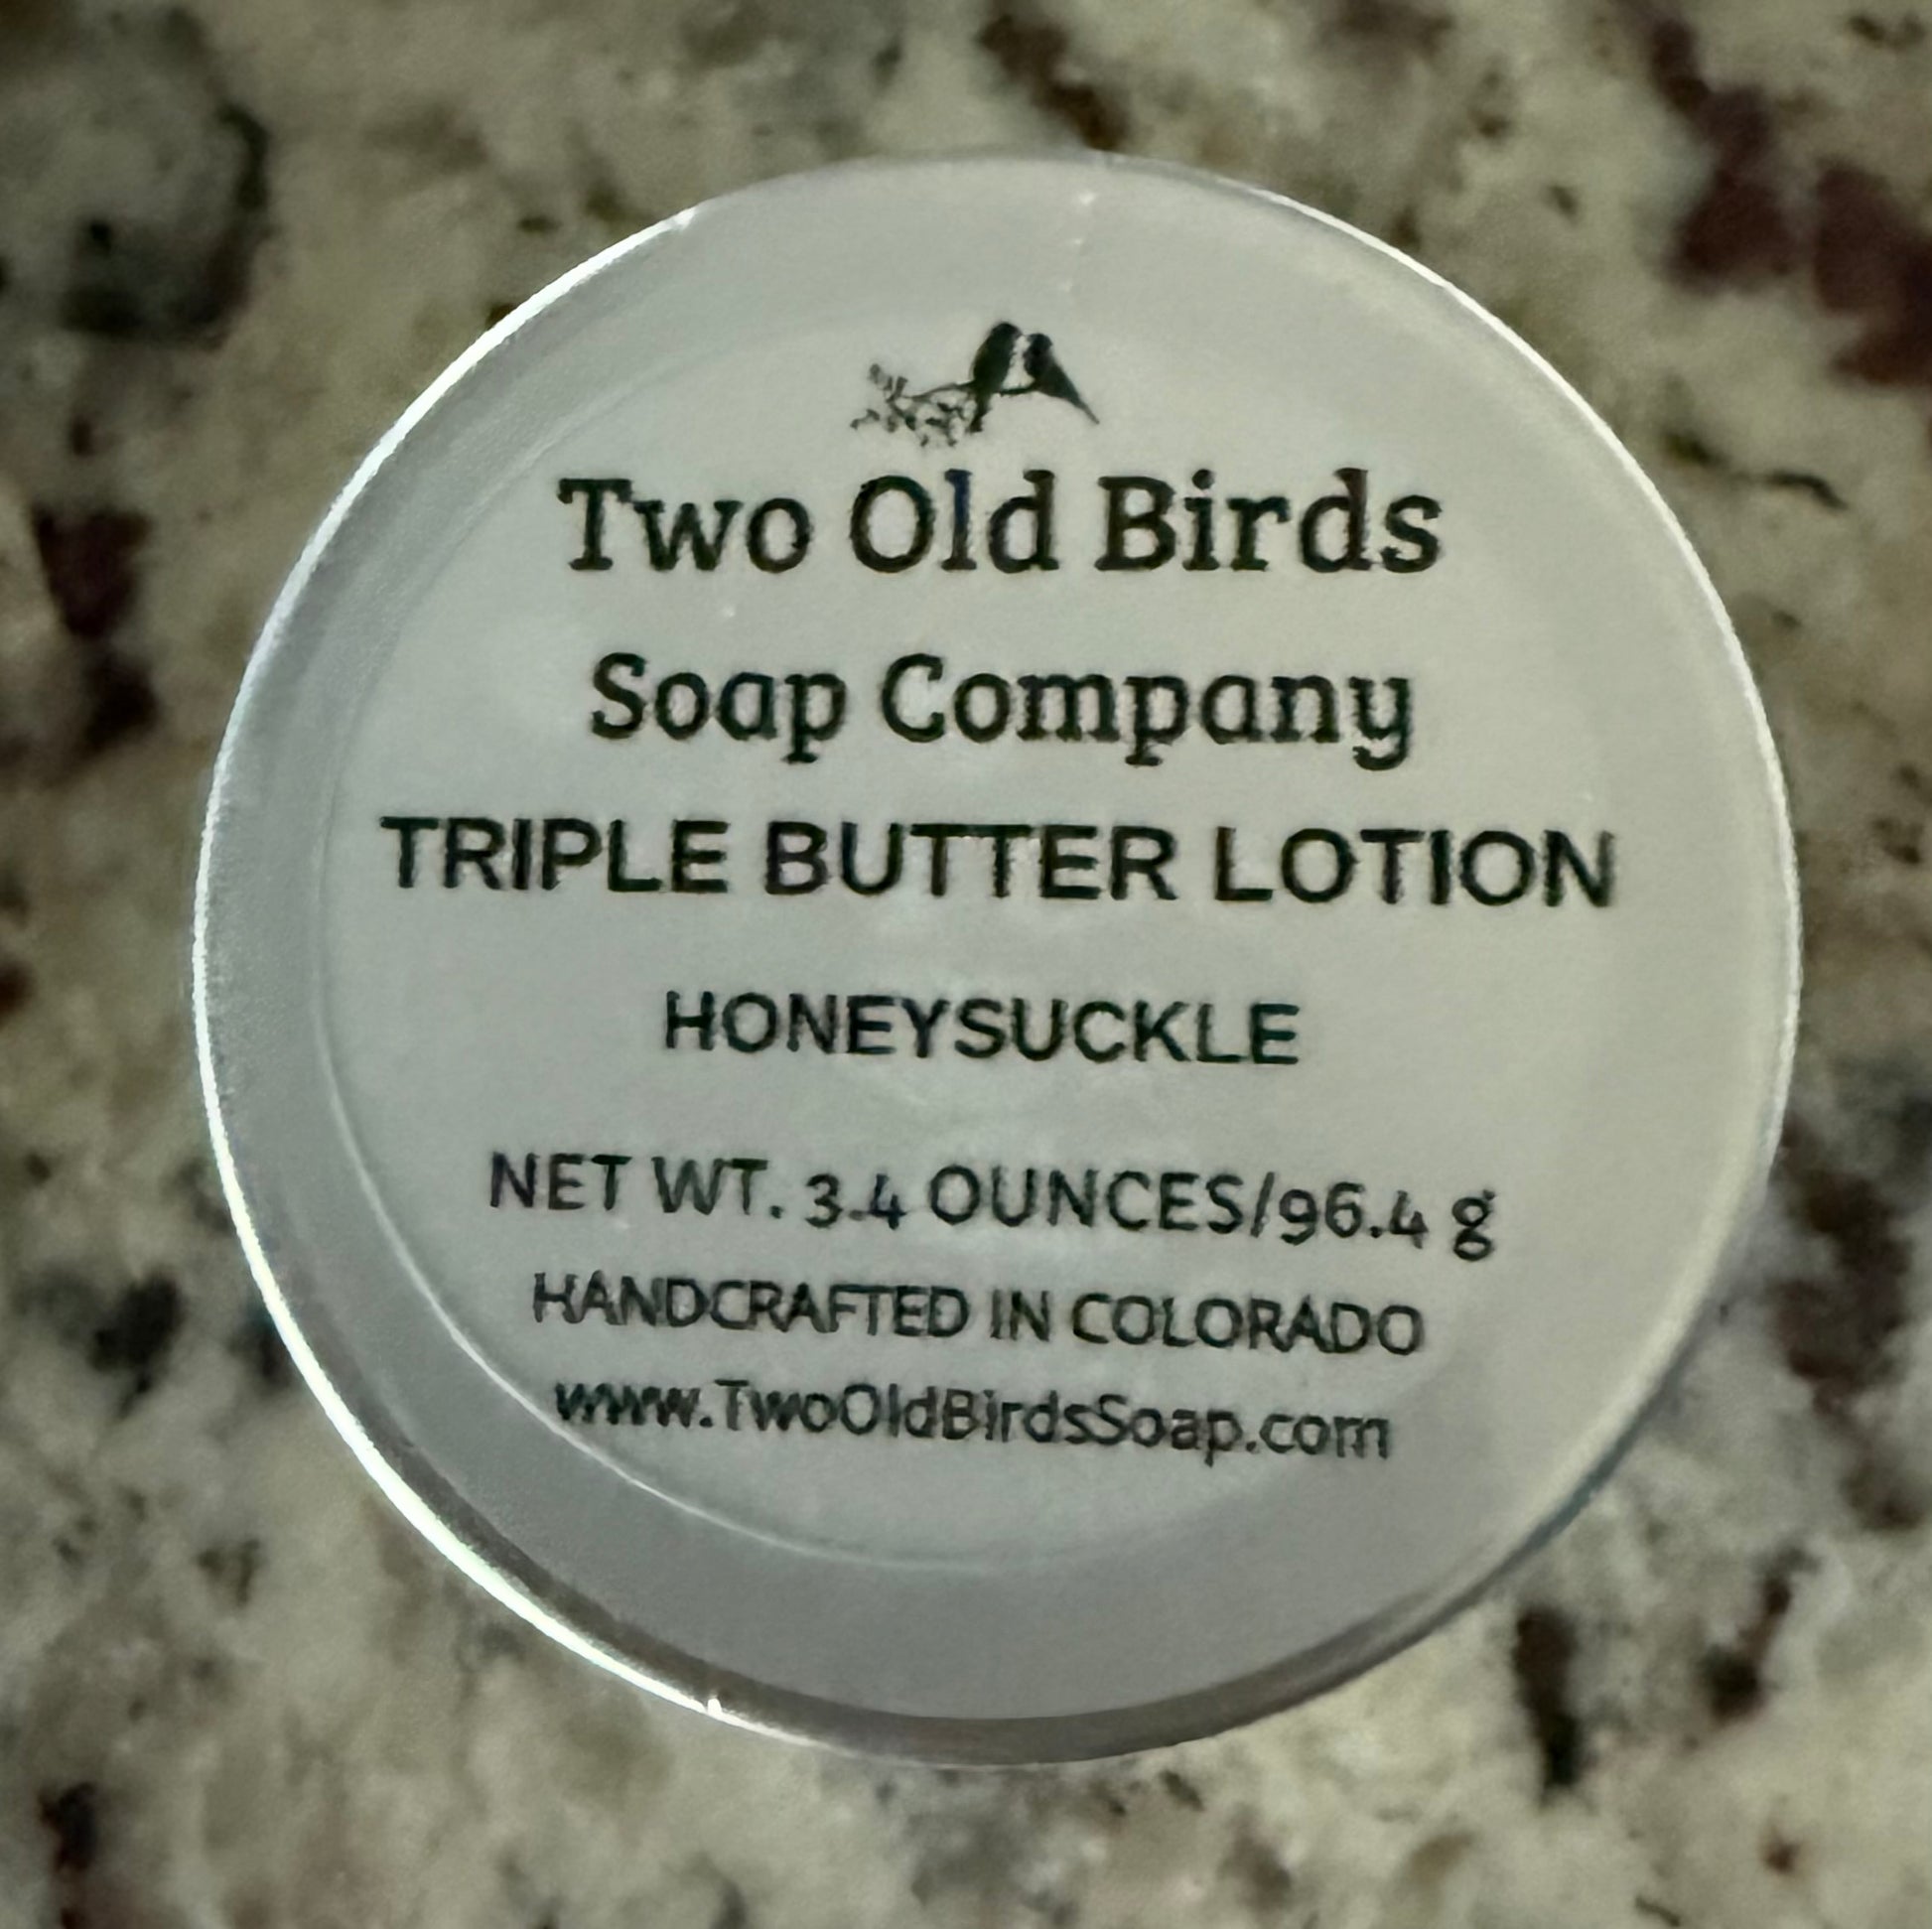 Two Old Birds
Soap Company
TRIPLE BUTTER LOTION
HONEYSUCKLE
NET WT. 3.4 OUNCES/96.4 g
HANDCRAFTED IN COLORADO
www.TwoOldBirdsSoap.com